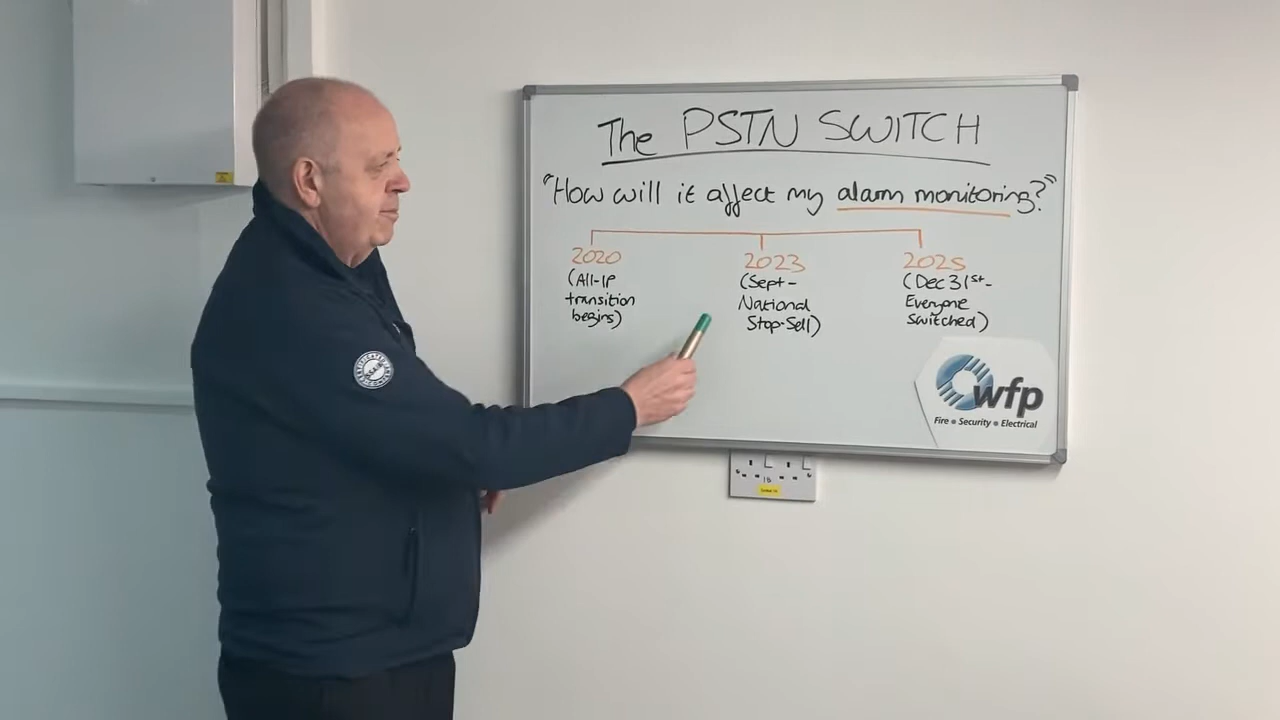 The PSTN SWITCH
"How will it affect my alarm monitoring?"
2020
(All-IP
transition
begins)
2023
(Sept-
National
Stop-Sell)
2025
(Dec 31st-
Everyone
Switched)
wfp
Fire • Security • Electrical